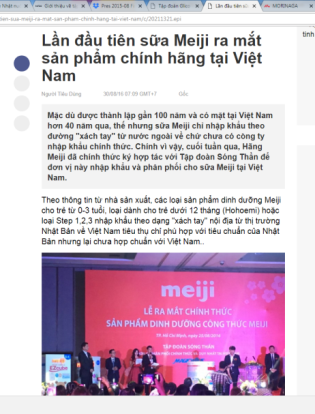 Giới thiệu về
Pres 2015-08
Tập đoàn
Lần đầu tiên sữ
MORINAGA
tien-sua-meiji-ra-mat-san-pham-chinh-hang-tai-viet-nam/c/20211321.epi
tinh
Lần đầu tiên sữa Meiji ra mắt
sản phẩm chính hãng tại Việt
Nam
Người Tiêu Dùng 30/08/16 07:09 GMT+7 Gốc
Mặc dù được thành lập gần 100 năm và có mặt tại Việt Nam
hơn 40 năm qua, thế nhưng sữa Meiji chỉ nhập khẩu theo
đường "xách tay" từ nước ngoài về chứ chưa có công ty
nhập khẩu chính thức. Chính vì vậy, cuối tuần qua, Hãng
Meiji đã chính thức ký hợp tác với Tập đoàn Sóng Thần để
đơn vị này nhập khẩu và phân phối cho sữa Meiji tại Việt
Nam.
Theo thông tin từ nhà sản xuất, các loại sản phẩm dinh dưỡng Meiji
cho trẻ từ 0-3 tuổi, loại dành cho trẻ dưới 12 tháng (Hohoemi) hoặc
loại Step 1,2,3 nhập khẩu theo dạng "xách tay" nội địa từ thị trường
Nhật Bản về Việt Nam tiêu thụ chỉ phù hợp với tiêu chuẩn của Nhật
Bản nhưng lại chưa hợp chuẩn với Việt Nam..
meiji
LỄ RA MẮT CHÍNH THỨC
SẢN PHẨM DINH DƯỠNG CÔNG THỨC MEIJI
TẬP ĐOÀN SÓNG THẦN